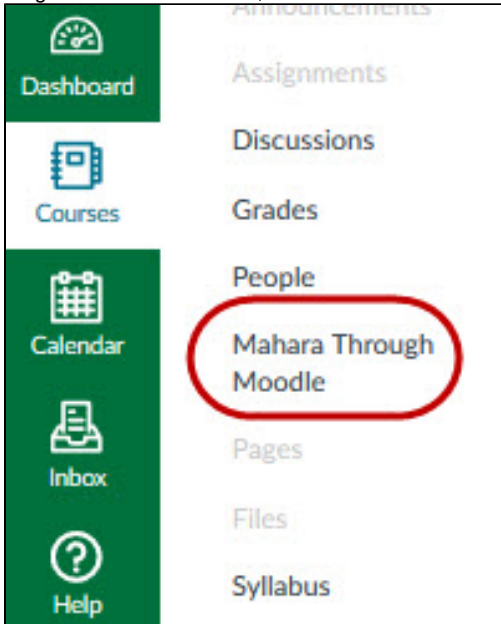 Announcements
Dashboard
Courses
Calendar
Inbox
Help
Assignments
Discussions
Grades
People
Mahara Through
Moodle
Pages
Files
Syllabus